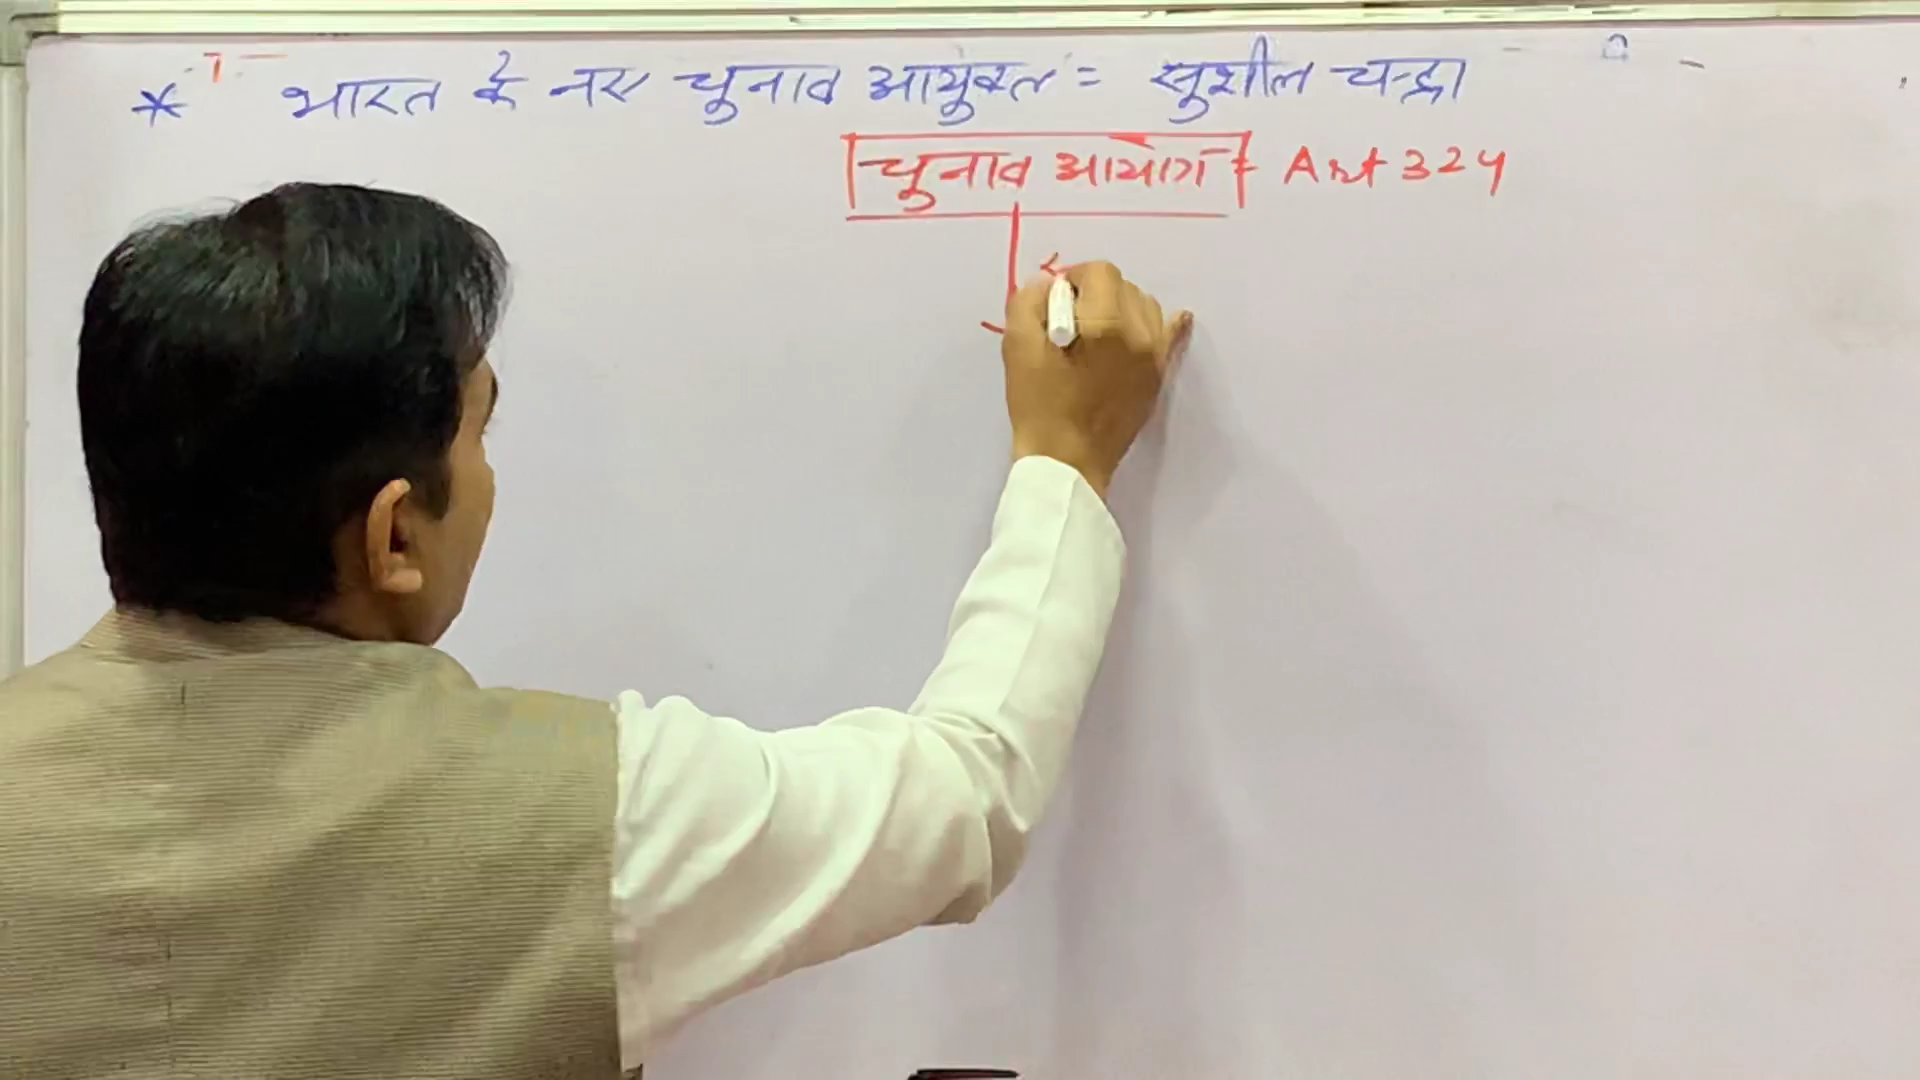 * भारत के नए चुनाव आयुक्त = सुशील चन्द्रा
चुनाव आयोग = Art 324